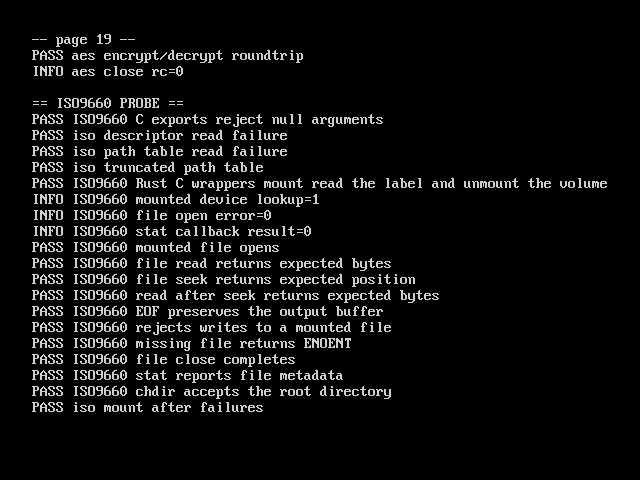 -- page 19 --
PASS aes encrypt/decrypt roundtrip
INFO aes close rc=0
== ISO9660 PROBE ==
PASS ISO9660 C exports reject null arguments
PASS iso descriptor read failure
PASS iso path table read failure
PASS iso truncated path table
PASS ISO9660 Rust C wrappers mount read the label and unmount the volume
INFO ISO9660 mounted device lookup=1
INFO ISO9660 file open error=0
INFO ISO9660 stat callback result=0
PASS ISO9660 mounted file opens
PASS ISO9660 file read returns expected bytes
PASS ISO9660 file seek returns expected position
PASS ISO9660 read after seek returns expected bytes
PASS ISO9660 EOF preserves the output buffer
PASS ISO9660 rejects writes to a mounted file
PASS ISO9660 missing file returns ENOENT
PASS ISO9660 file close completes
PASS ISO9660 stat reports file metadata
PASS ISO9660 chdir accepts the root directory
PASS iso mount after failures